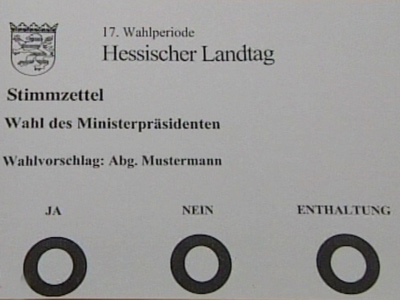 17. Wahlperiode
Hessischer Landtag
Stimmzettel
Wahl des Ministerpräsidenten
Wahlvorschlag: Abg. Mustermann
JA NEIN ENTHALTUNG